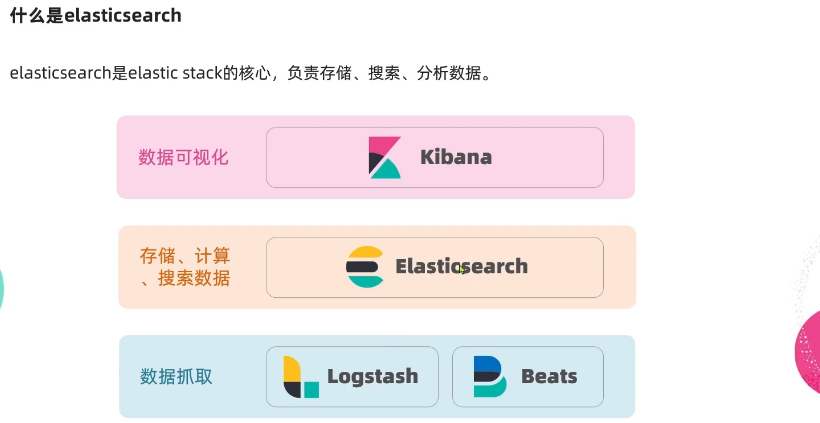 什么是elasticsearch
elasticsearch是elastic stack的核心，负责存储、搜索、分析数据。
数据可视化
Kibana
存储、计算
、搜索数据
Elasticsearch
数据抓取
Logstash
Beats